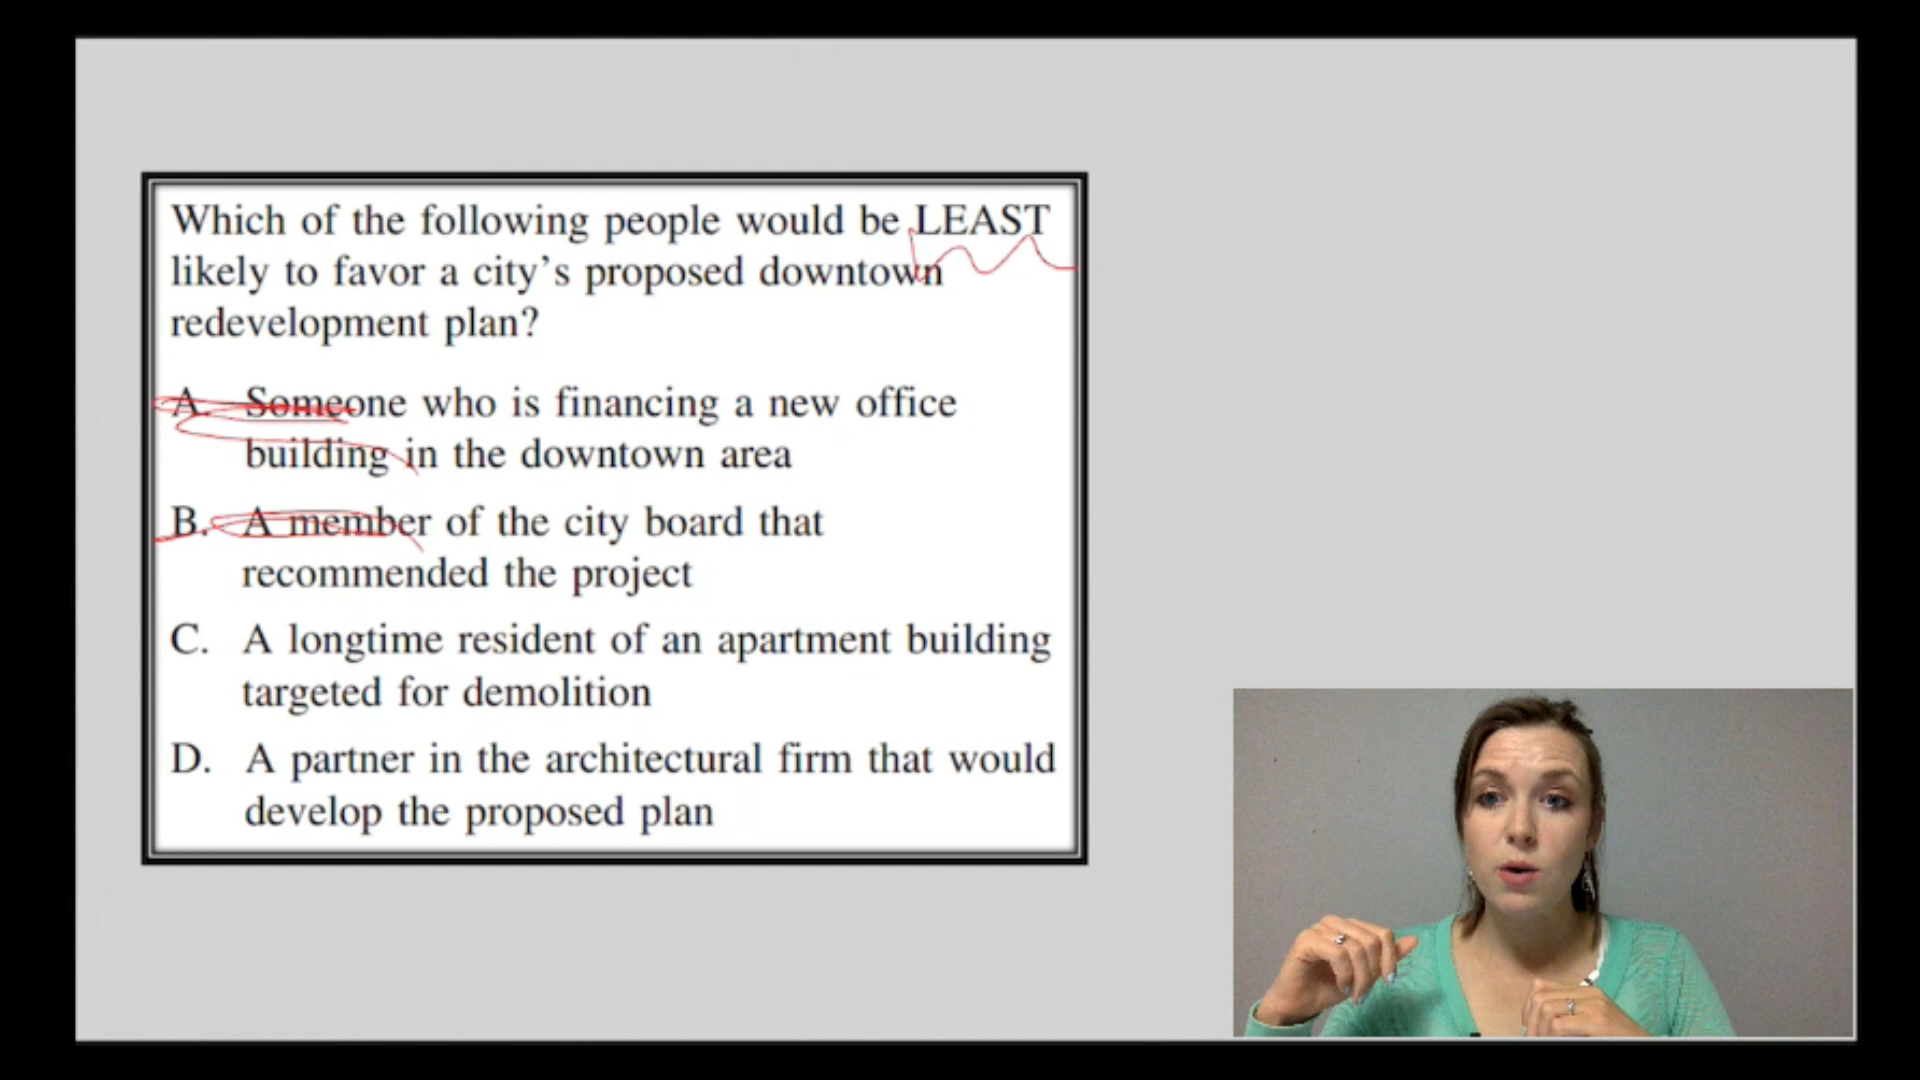 Which of the following people would be LEAST
likely to favor a city’s proposed downtown
redevelopment plan?
A. Someone who is financing a new office
building in the downtown area
B. A member of the city board that
recommended the project
C. A longtime resident of an apartment building
targeted for demolition
D. A partner in the architectural firm that would
develop the proposed plan